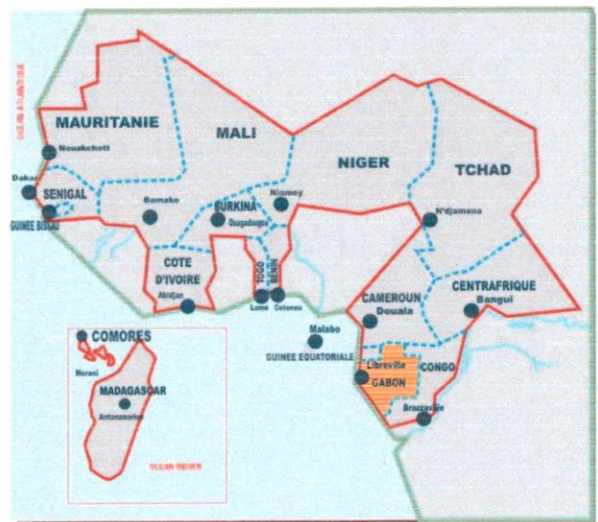 OCEAN ATLANTIQUE
MAURITANIE
MALI
NIGER
TCHAD
Nouakchott
Dakar
SENIGAL
GUINEE BISSAU
Bamako
BURKINA
Ouagadougou
Niamey
N'djamena
COTE
D'IVOIRE
Abidjan
TOGO
BENIN
Lomé
Cotonou
CENTRAFRIQUE
Bangui
CAMEROUN
Douala
Malabo
GUINEE EQUATORIALE
Libreville
GABON
CONGO
Brazzaville
COMORES
Moroni
MADAGASCAR
Antananarivo
OCEAN INDIEN